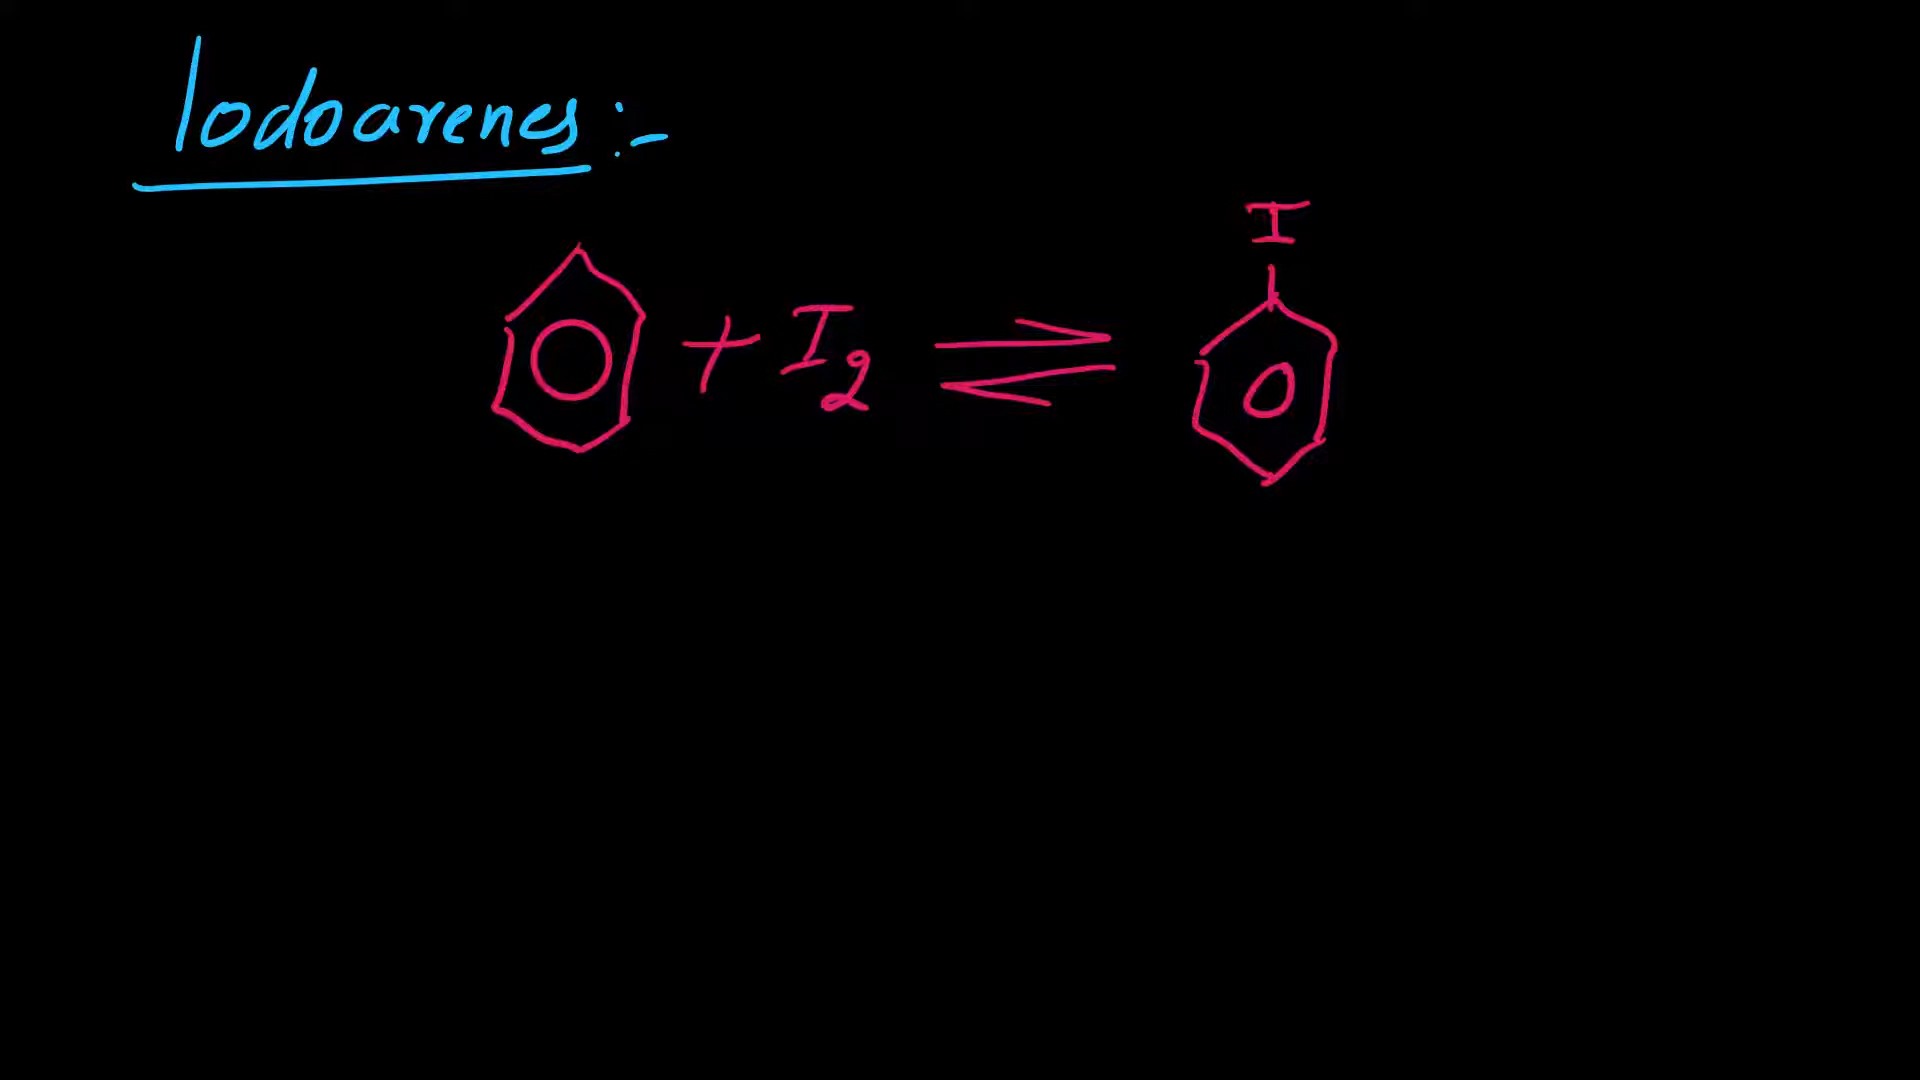 Iodoarenes:-
I
+ I2 ⇌